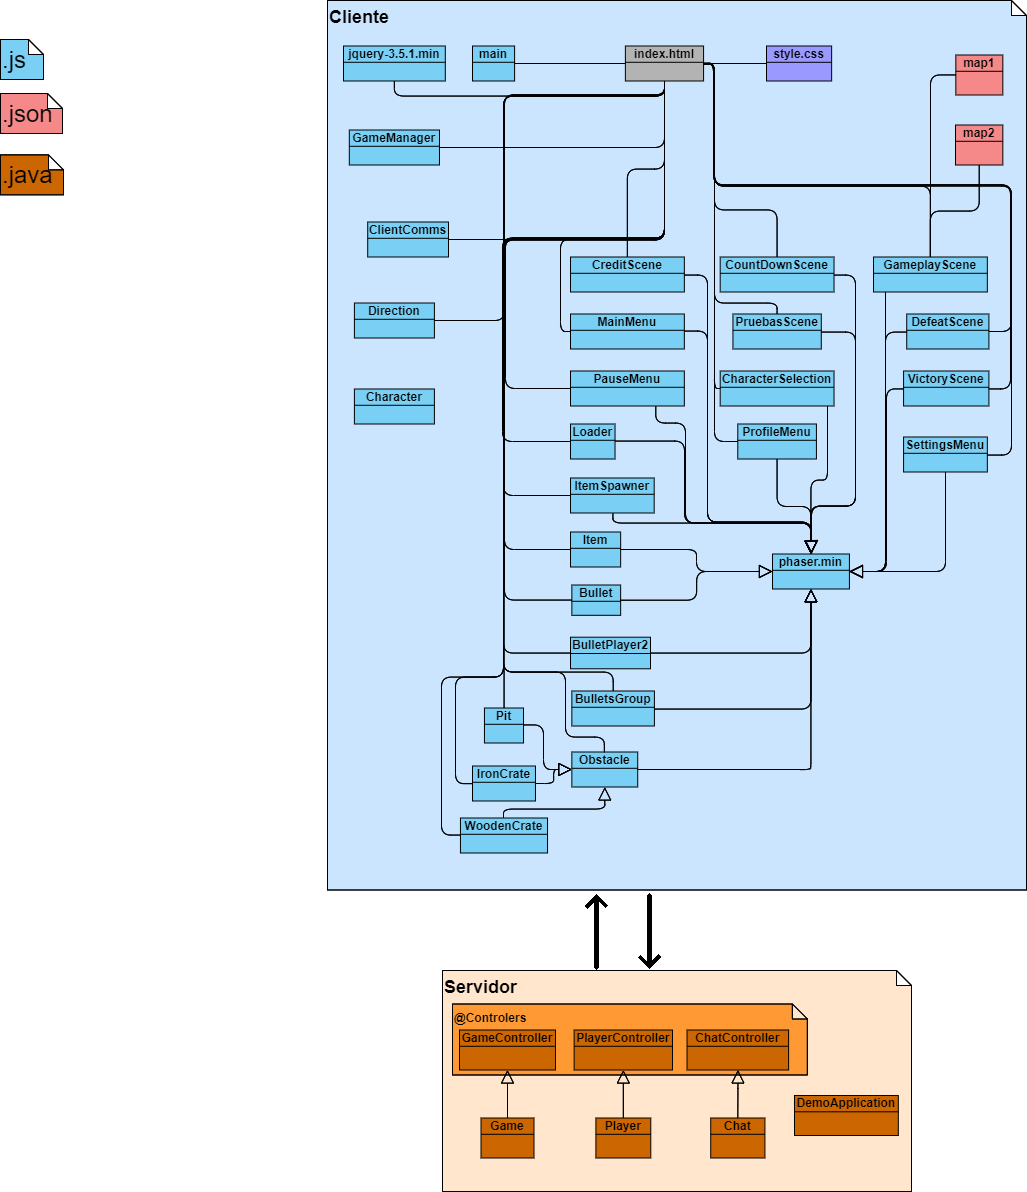 .js
.json
.java
Cliente
jquery-3.5.1.min
main
index.html
style.css
map1
map2
GameManager
ClientComms
CreditScene
CountDownScene
GameplayScene
Direction
MainMenu
PruebasScene
DefeatScene
PauseMenu
CharacterSelection
VictoryScene
Character
Loader
ProfileMenu
SettingsMenu
ItemSpawner
Item
phaser.min
Bullet
BulletPlayer2
BulletsGroup
Pit
Obstacle
IronCrate
WoodenCrate
Servidor
@Controlers
GameController
PlayerController
ChatController
DemoApplication
Game
Player
Chat